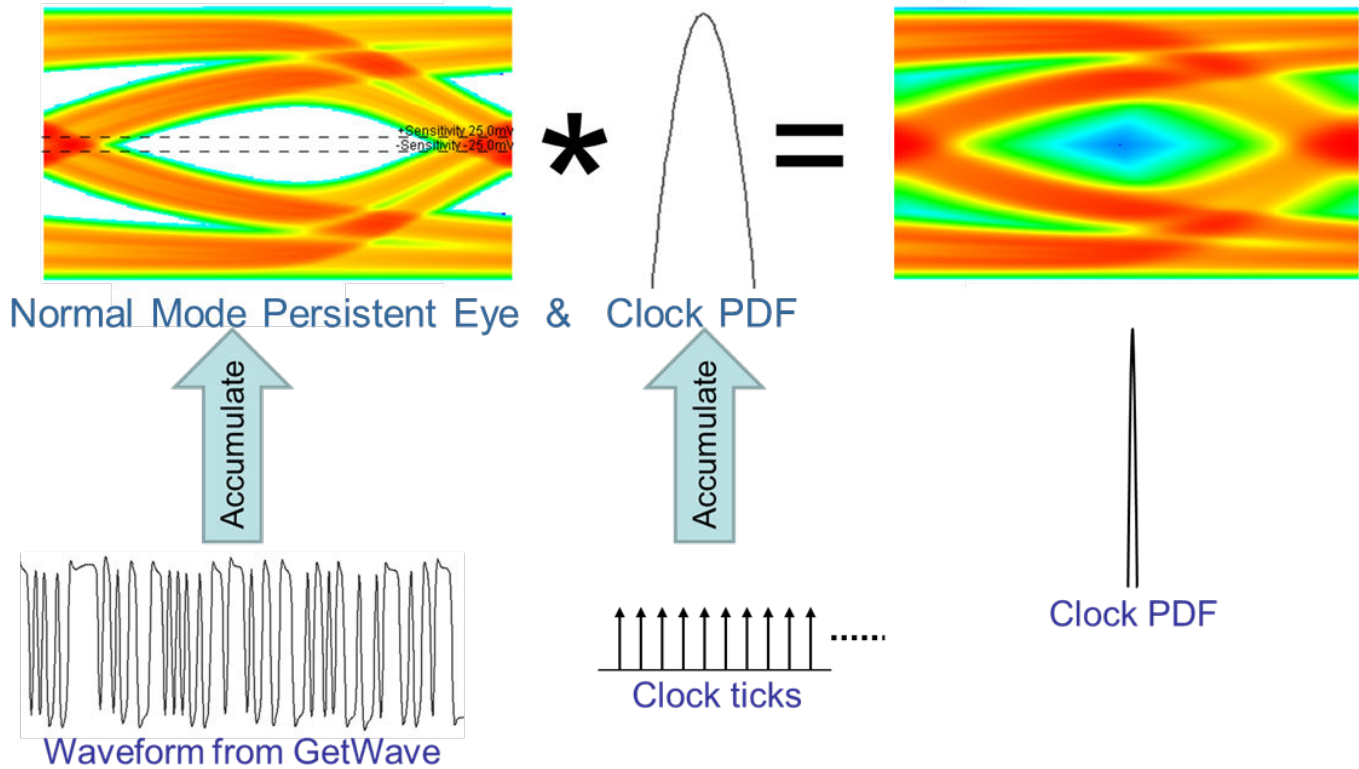 +Sensitivity 25.0mv
-Sensitivity -25.0mv
*
=
Normal Mode Persistent Eye & Clock PDF
Accumulate
Accumulate
Clock PDF
Clock ticks
Waveform from GetWave